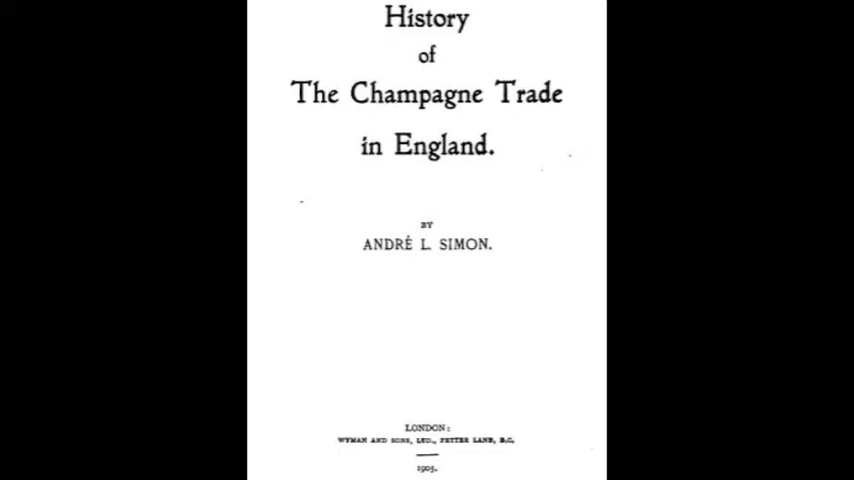 History
of
The Champagne Trade
in England.
BY
ANDRÉ L. SIMON.
LONDON:
WYMAN AND SONS, LTD., FETTER LANE, E.C.
1905.